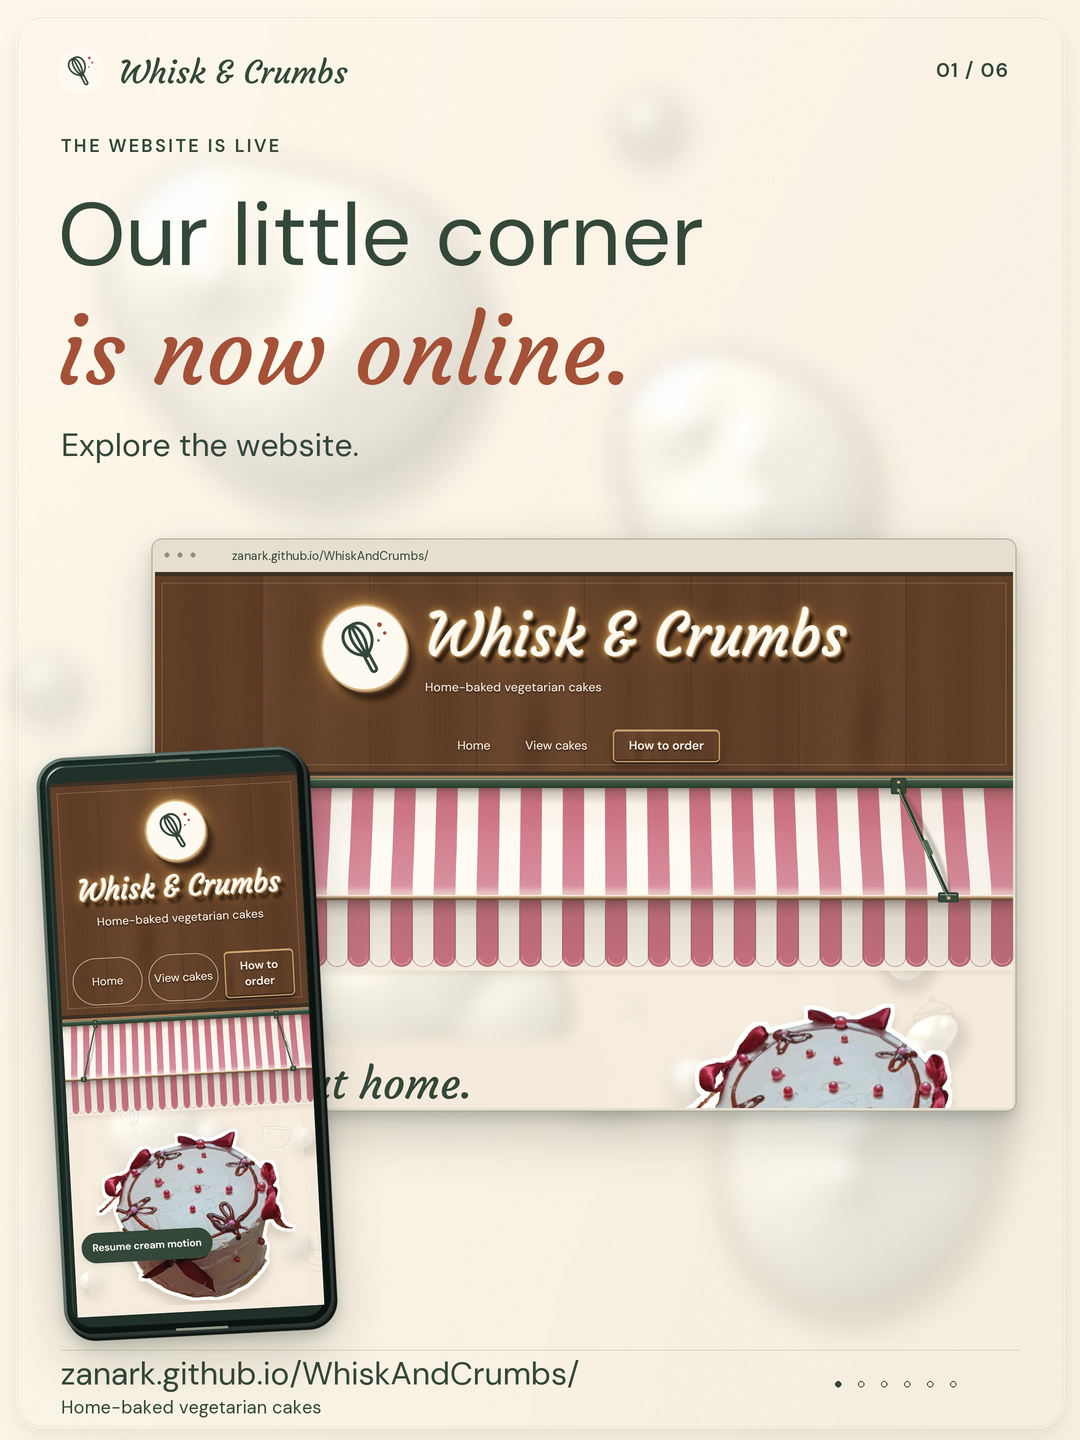 Whisk & Crumbs
01 / 06
THE WEBSITE IS LIVE
Our little corner
is now online.
Explore the website.
zanark.github.io/WhiskAndCrumbs/
Whisk & Crumbs
Home-baked vegetarian cakes
Home
View cakes
How to order
home.
Whisk & Crumbs
Home-baked vegetarian cakes
Home
View cakes
How to
order
Resume cream motion
zanark.github.io/WhiskAndCrumbs/
Home-baked vegetarian cakes